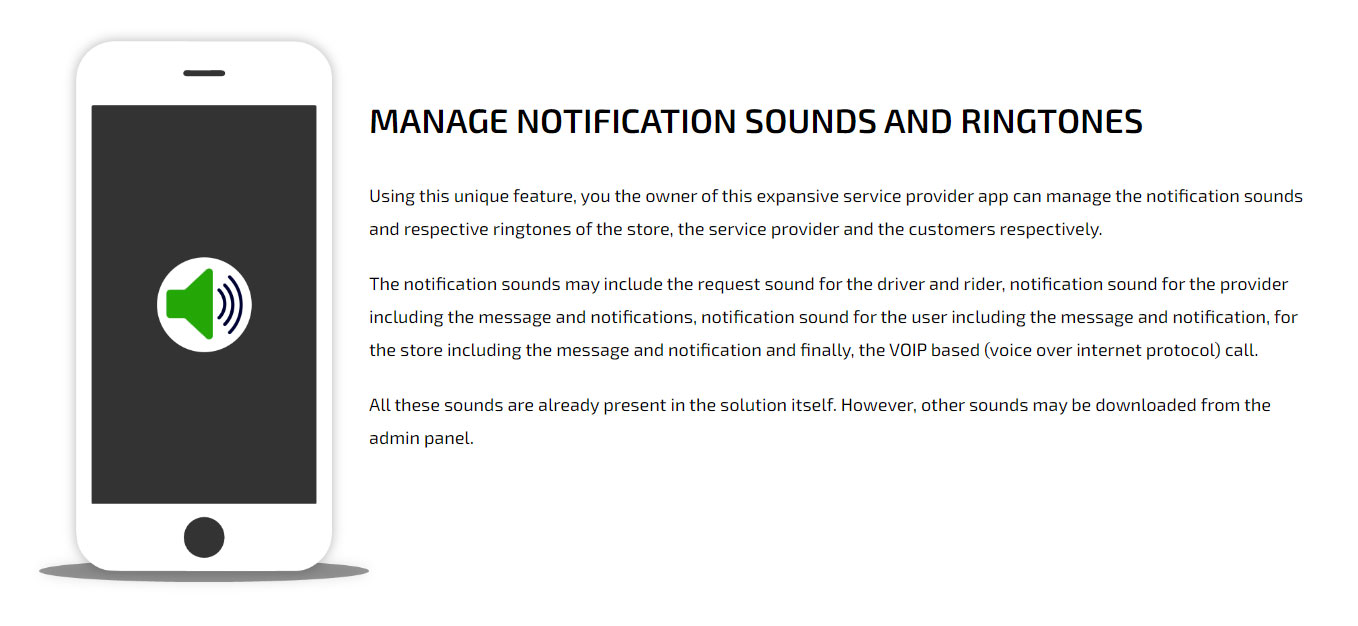 MANAGE NOTIFICATION SOUNDS AND RINGTONES
Using this unique feature, you the owner of this expansive service provider app can manage the notification sounds
and respective ringtones of the store, the service provider and the customers respectively.
The notification sounds may include the request sound for the driver and rider, notification sound for the provider
including the message and notifications, notification sound for the user including the message and notification, for
the store including the message and notification and finally, the VOIP based (voice over internet protocol) call.
All these sounds are already present in the solution itself. However, other sounds may be downloaded from the
admin panel.